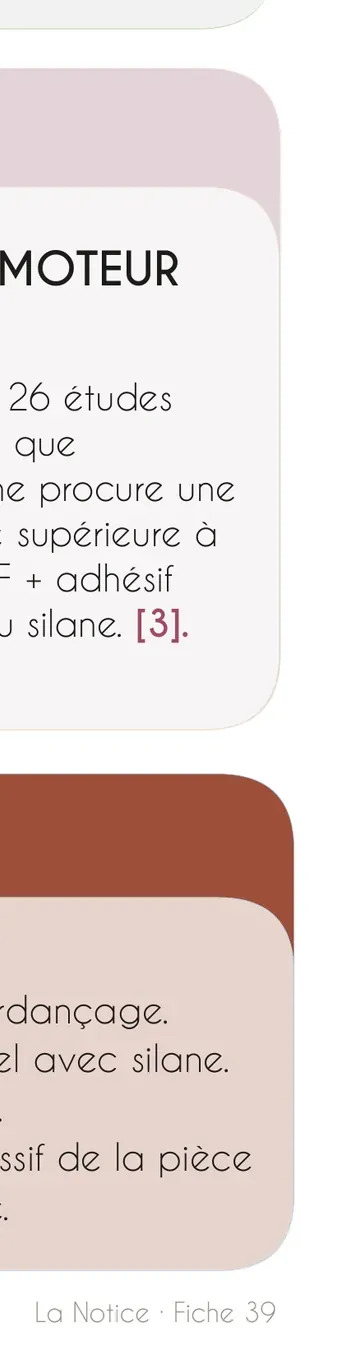 MOTEUR
26 études
que
ne procure une
supérieure à
F + adhésif
u silane. [3].
rdançage.
el avec silane.
.
ssif de la pièce
.
La Notice · Fiche 39